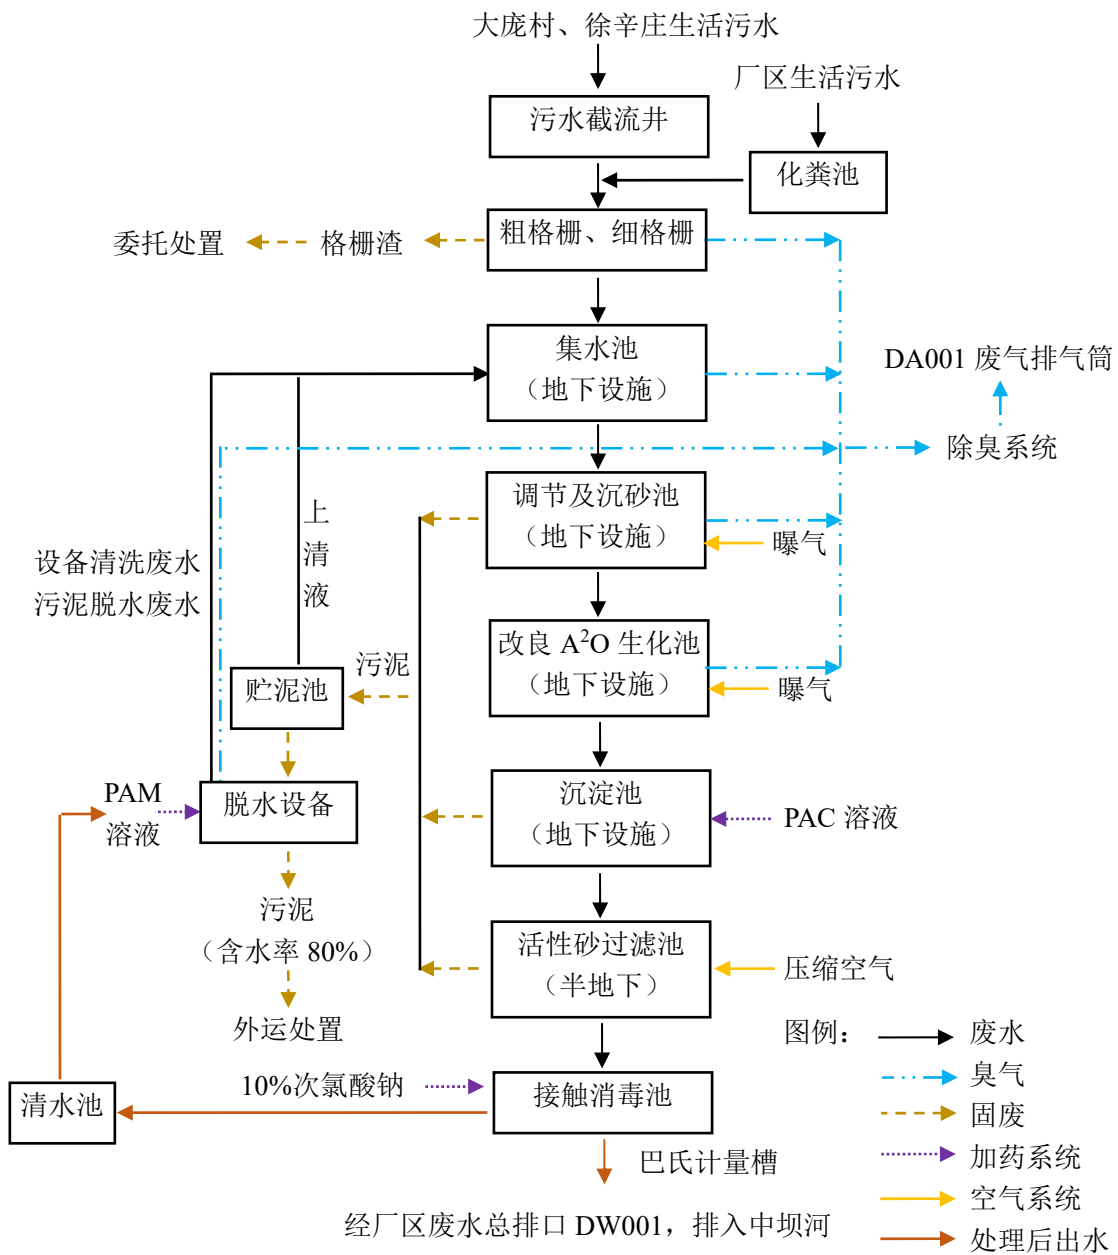 大庞村、徐辛庄生活污水
厂区生活污水
污水截流井
化粪池
粗格栅、细格栅
格栅渣
委托处置
集水池
（地下设施）
DA001 废气排气筒
除臭系统
调节及沉砂池
（地下设施）
曝气
上
清
液
设备清洗废水
污泥脱水废水
改良 A²O 生化池
（地下设施）
曝气
污泥
贮泥池
脱水设备
PAM
溶液
沉淀池
（地下设施）
PAC 溶液
污泥
（含水率 80%）
外运处置
活性砂过滤池
（半地下）
压缩空气
10%次氯酸钠
接触消毒池
清水池
巴氏计量槽
经厂区废水总排口 DW001，排入中坝河
图例：
废水
臭气
固废
加药系统
空气系统
处理后出水